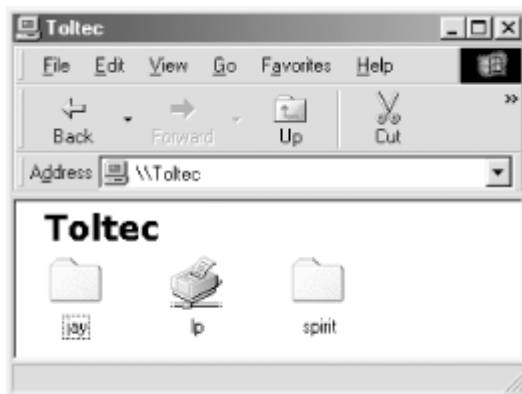 Toltec
File Edit View Go Favorites Help
Back Forward Up Cut »
Address \\Toltec
Toltec
jay lp spirit